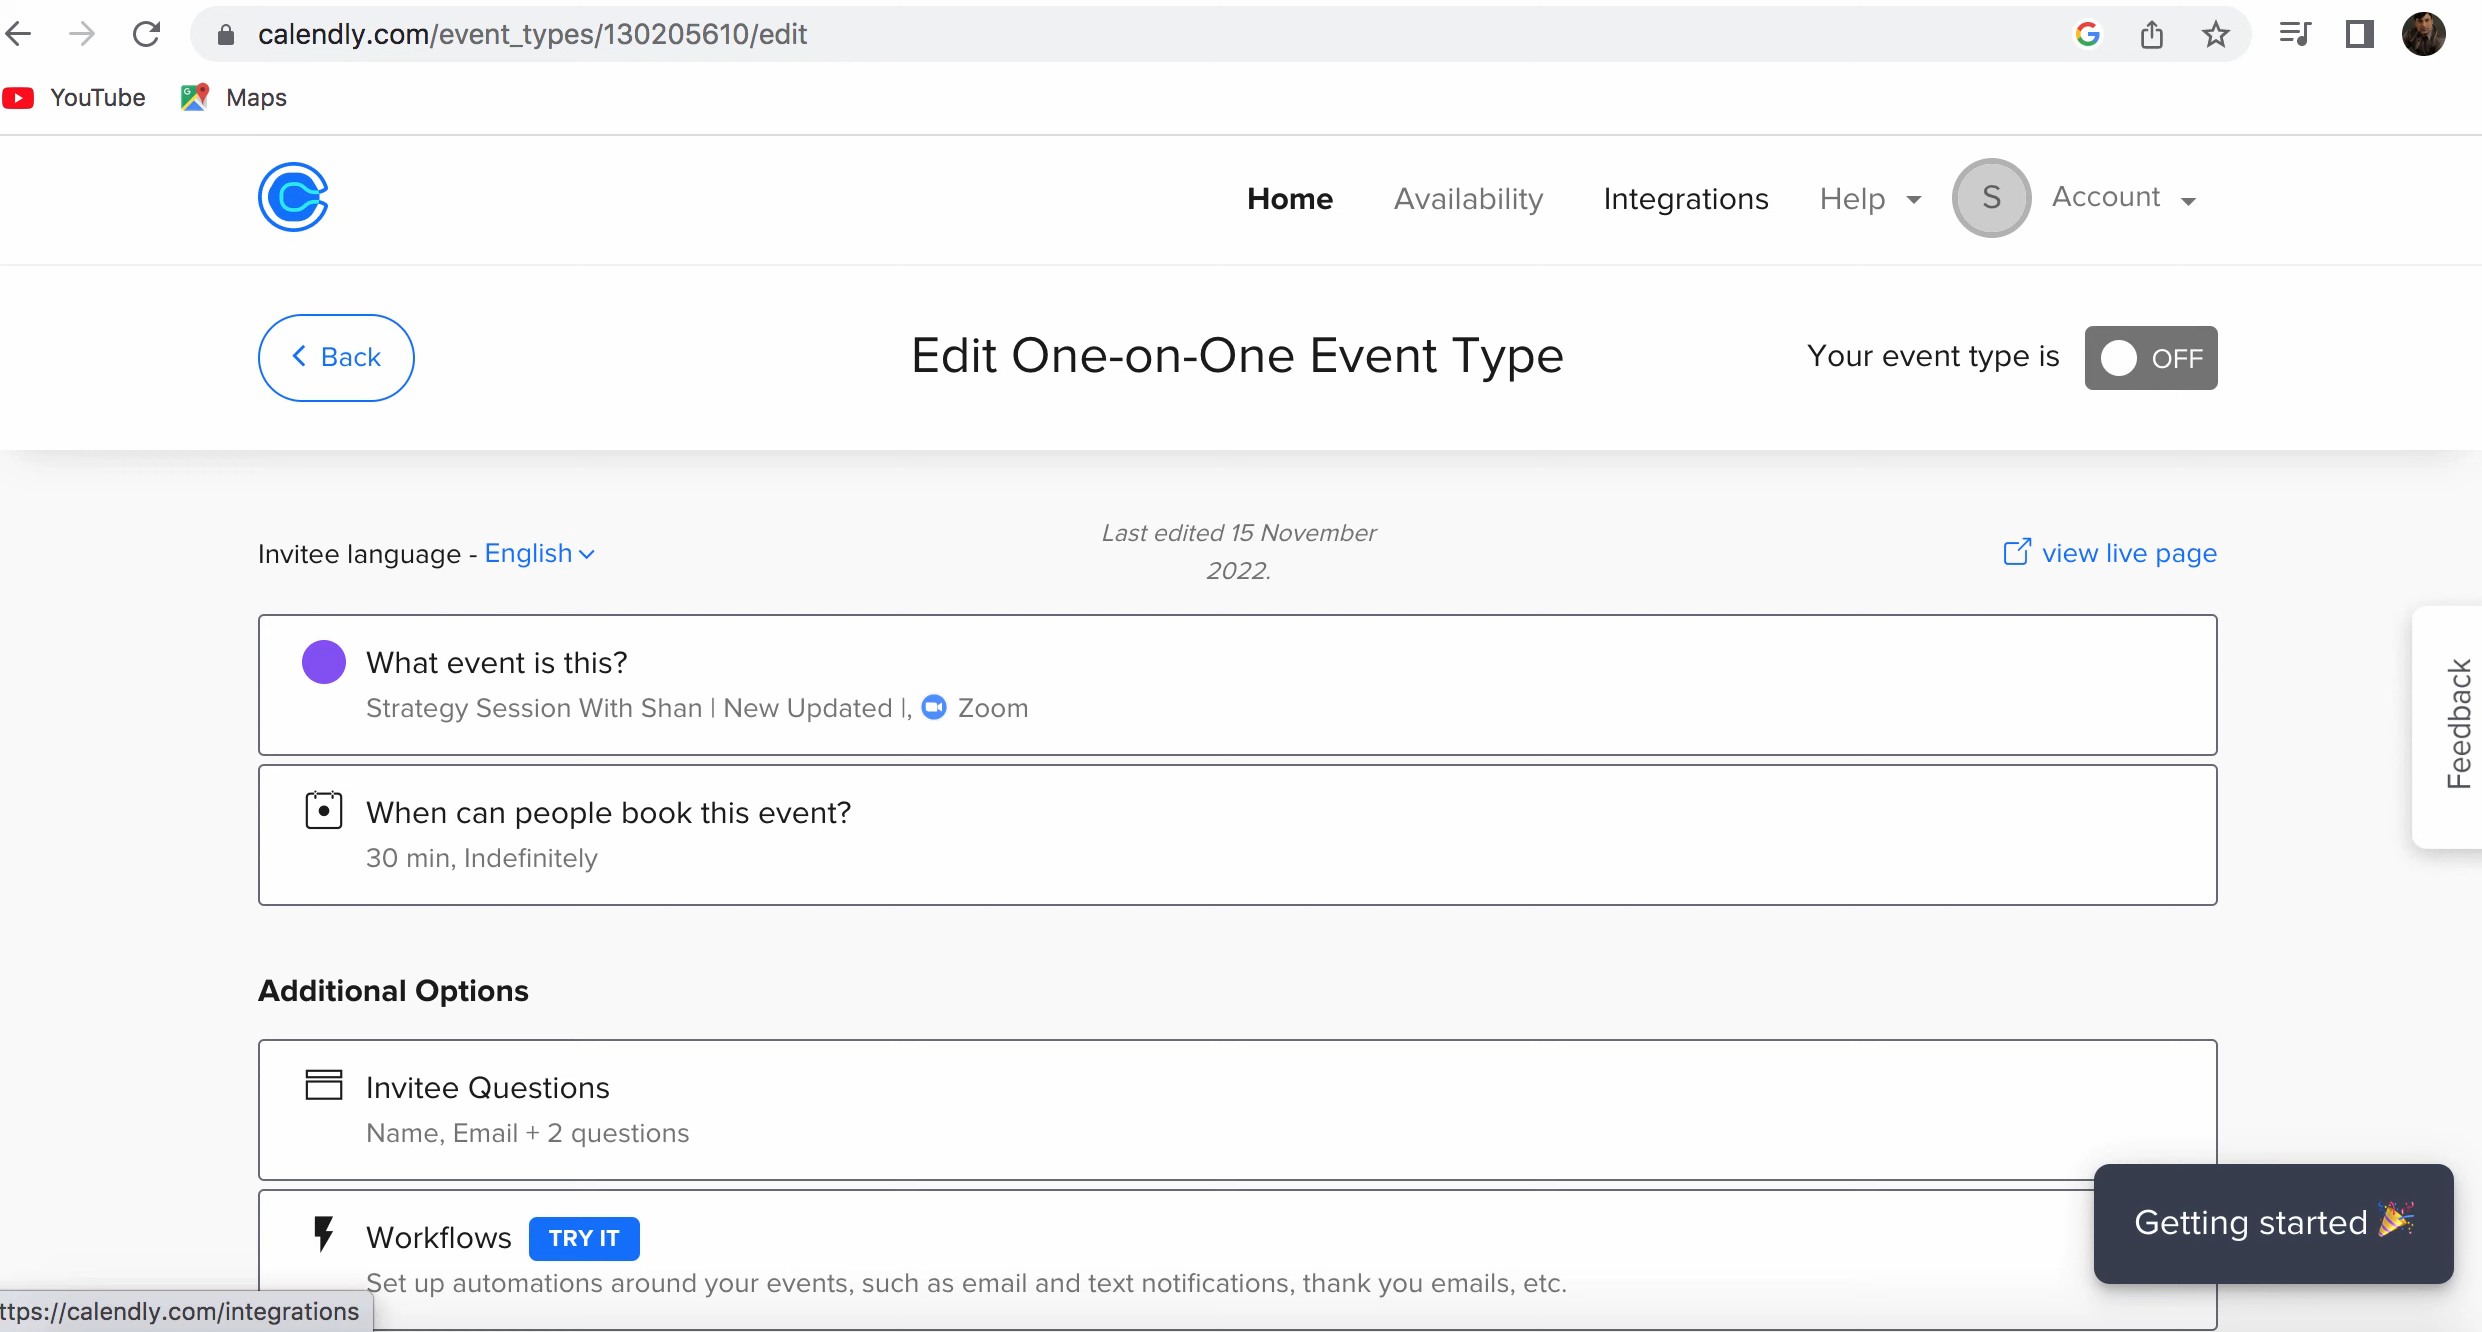 calendly.com/event_types/130205610/edit
YouTube
Maps
Home
Availability
Integrations
Help
S
Account
Back
Edit One-on-One Event Type
Your event type is
OFF
Invitee language - English
Last edited 15 November
2022.
view live page
What event is this?
Strategy Session With Shan | New Updated |, Zoom
When can people book this event?
30 min, Indefinitely
Feedback
Additional Options
Invitee Questions
Name, Email + 2 questions
Workflows TRY IT
Set up automations around your events, such as email and text notifications, thank you emails, etc.
Getting started 🎉
ttps://calendly.com/integrations